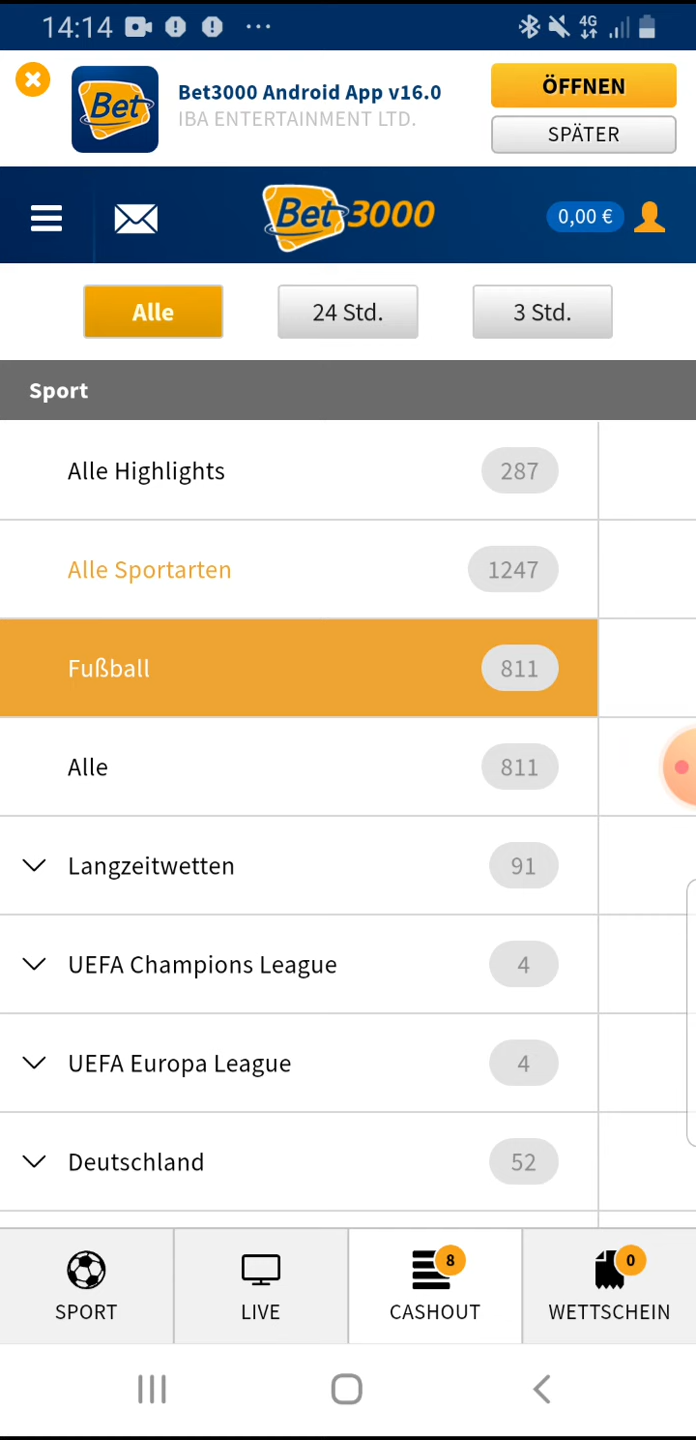 14:14
4G
Bet
Bet3000 Android App v16.0
IBA ENTERTAINMENT LTD.
ÖFFNEN
SPÄTER
Bet3000
0,00 €
Alle
24 Std.
3 Std.
Sport
Alle Highlights 287
Alle Sportarten 1247
Fußball 811
Alle 811
Langzeitwetten 91
UEFA Champions League 4
UEFA Europa League 4
Deutschland 52
8
0
SPORT
LIVE
CASHOUT
WETTSCHEIN